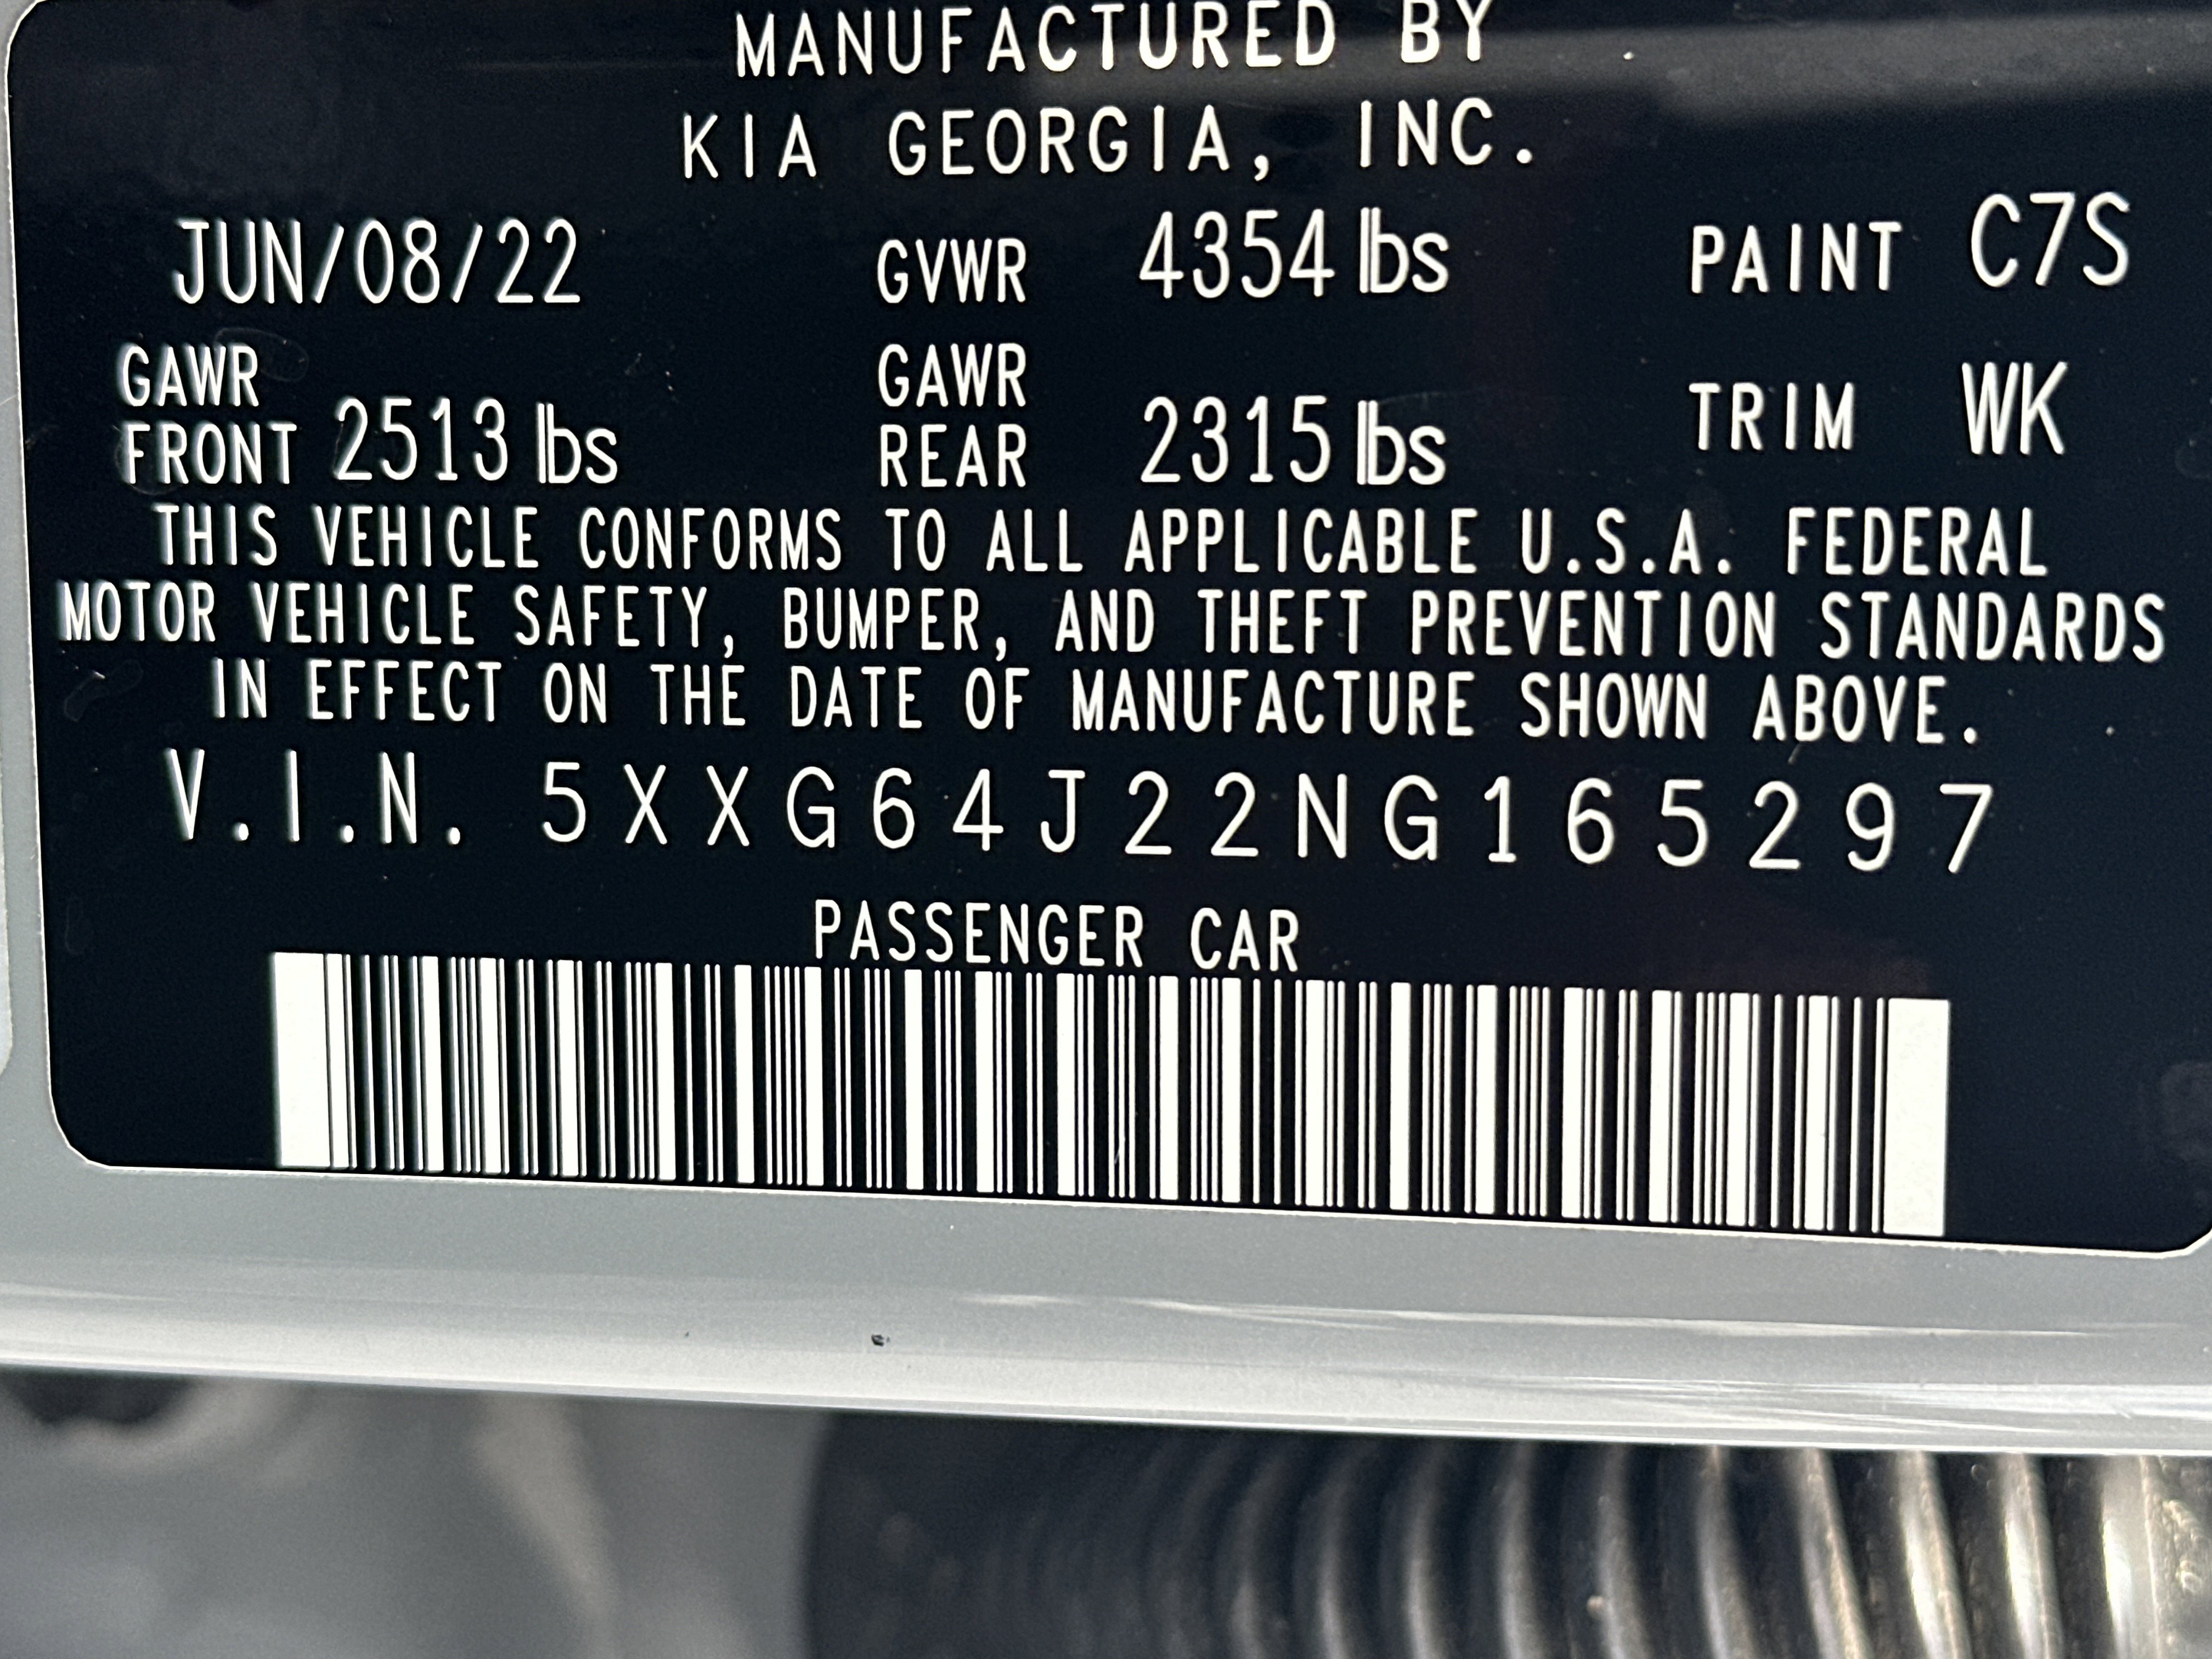 MANUFACTURED BY
KIA GEORGIA, INC.
JUN/08/22 GVWR 4354 lbs PAINT C7S
GAWR FRONT 2513 lbs GAWR REAR 2315 lbs TRIM WK
THIS VEHICLE CONFORMS TO ALL APPLICABLE U.S.A. FEDERAL
MOTOR VEHICLE SAFETY, BUMPER, AND THEFT PREVENTION STANDARDS
IN EFFECT ON THE DATE OF MANUFACTURE SHOWN ABOVE.
V.I.N. 5XXG64J22NG165297
PASSENGER CAR